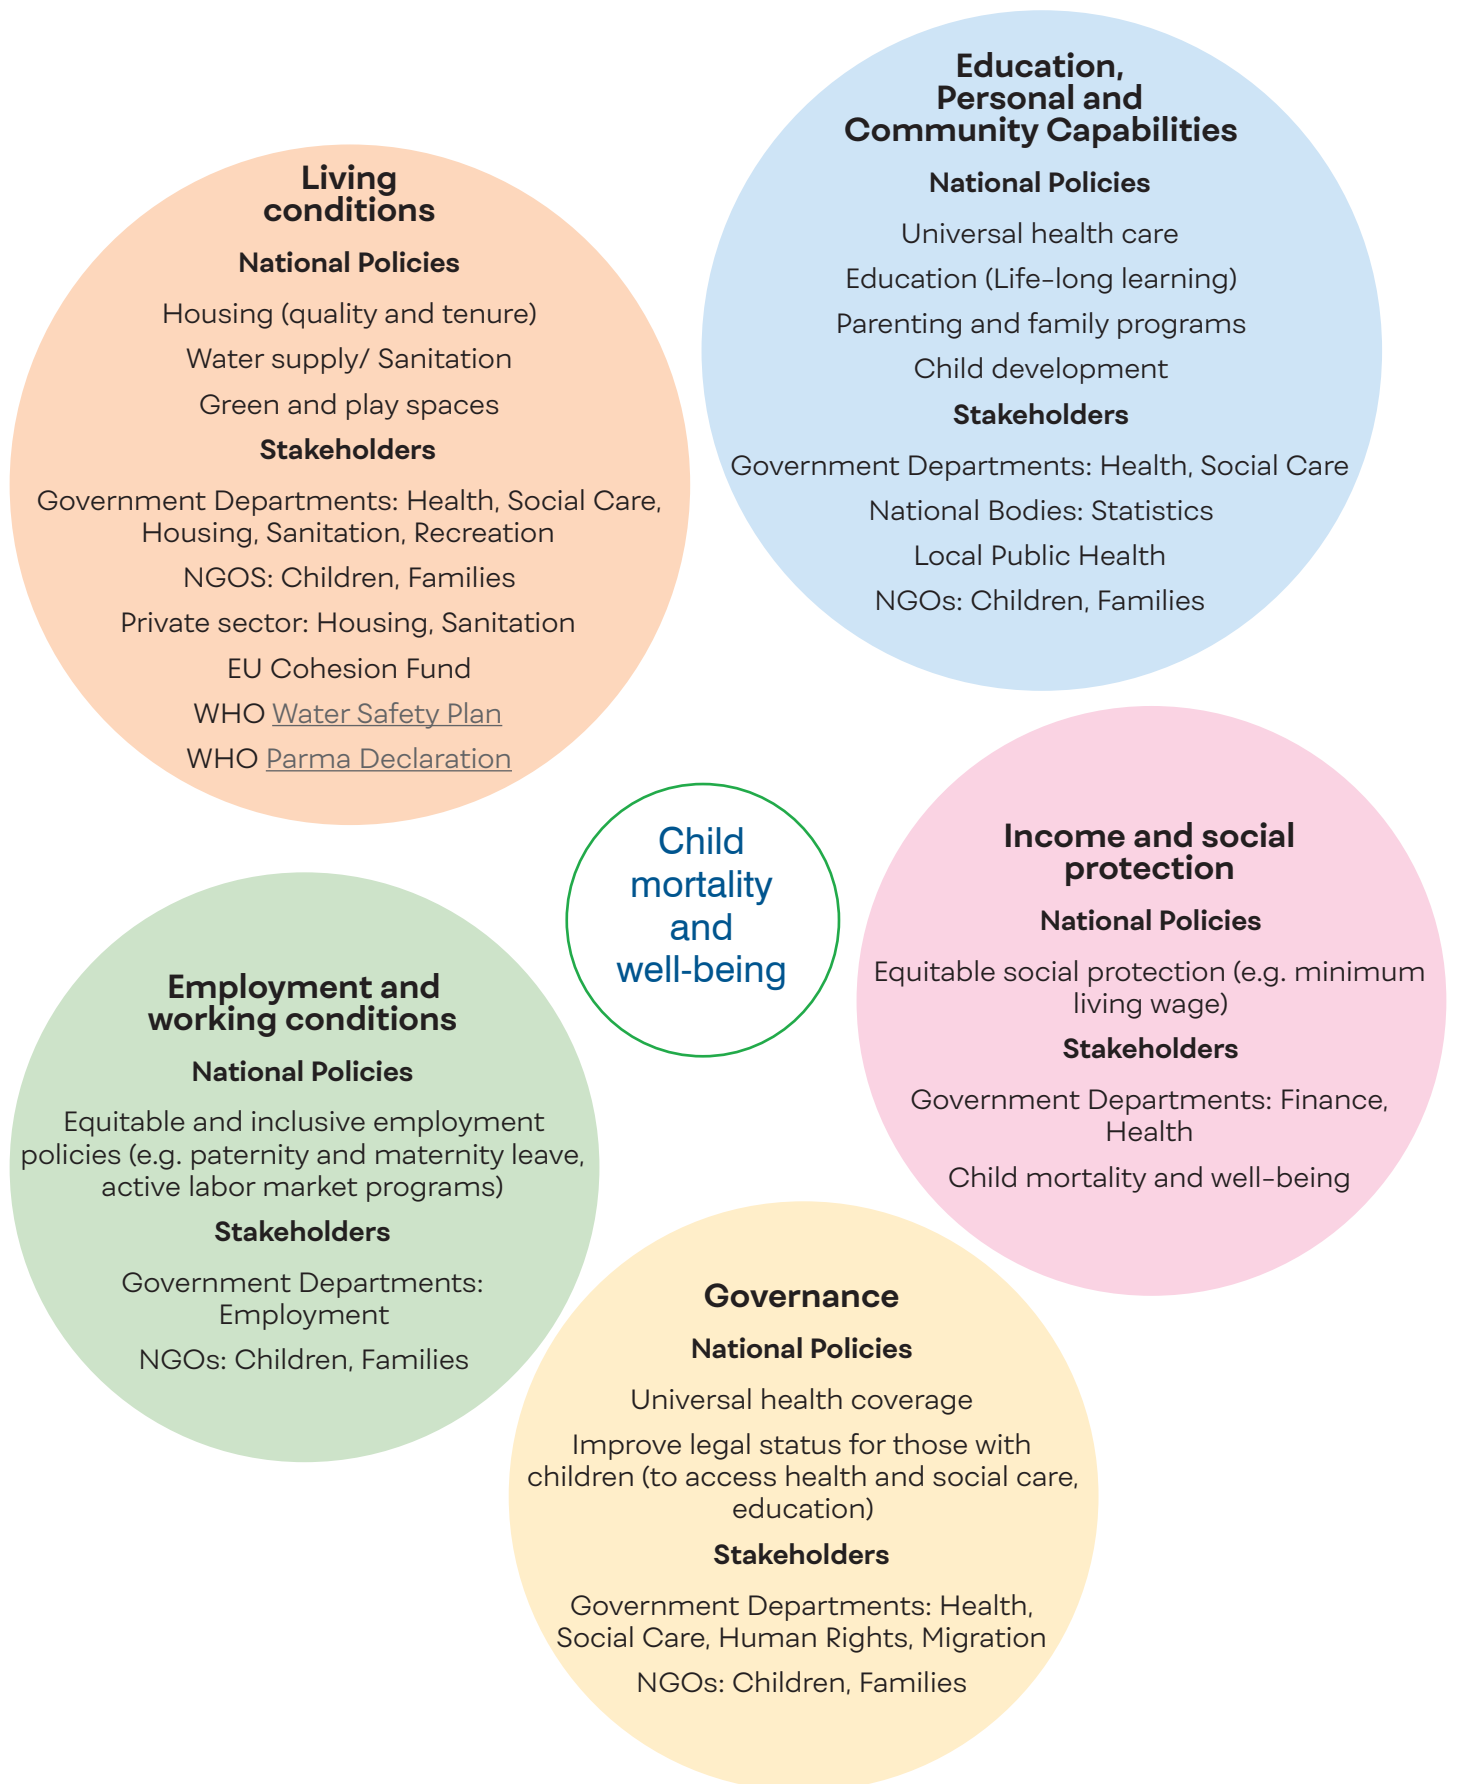 Education,
Personal and
Community Capabilities
National Policies
Universal health care
Education (Life-long learning)
Parenting and family programs
Child development
Stakeholders
Government Departments: Health, Social Care
National Bodies: Statistics
Local Public Health
NGOs: Children, Families
Living
conditions
National Policies
Housing (quality and tenure)
Water supply/ Sanitation
Green and play spaces
Stakeholders
Government Departments: Health, Social Care,
Housing, Sanitation, Recreation
NGOS: Children, Families
Private sector: Housing, Sanitation
EU Cohesion Fund
WHO Water Safety Plan
WHO Parma Declaration
Child
mortality
and
well-being
Income and social
protection
National Policies
Equitable social protection (e.g. minimum
living wage)
Stakeholders
Government Departments: Finance,
Health
Child mortality and well-being
Employment and
working conditions
National Policies
Equitable and inclusive employment
policies (e.g. paternity and maternity leave,
active labor market programs)
Stakeholders
Government Departments:
Employment
NGOs: Children, Families
Governance
National Policies
Universal health coverage
Improve legal status for those with
children (to access health and social care,
education)
Stakeholders
Government Departments: Health,
Social Care, Human Rights, Migration
NGOs: Children, Families